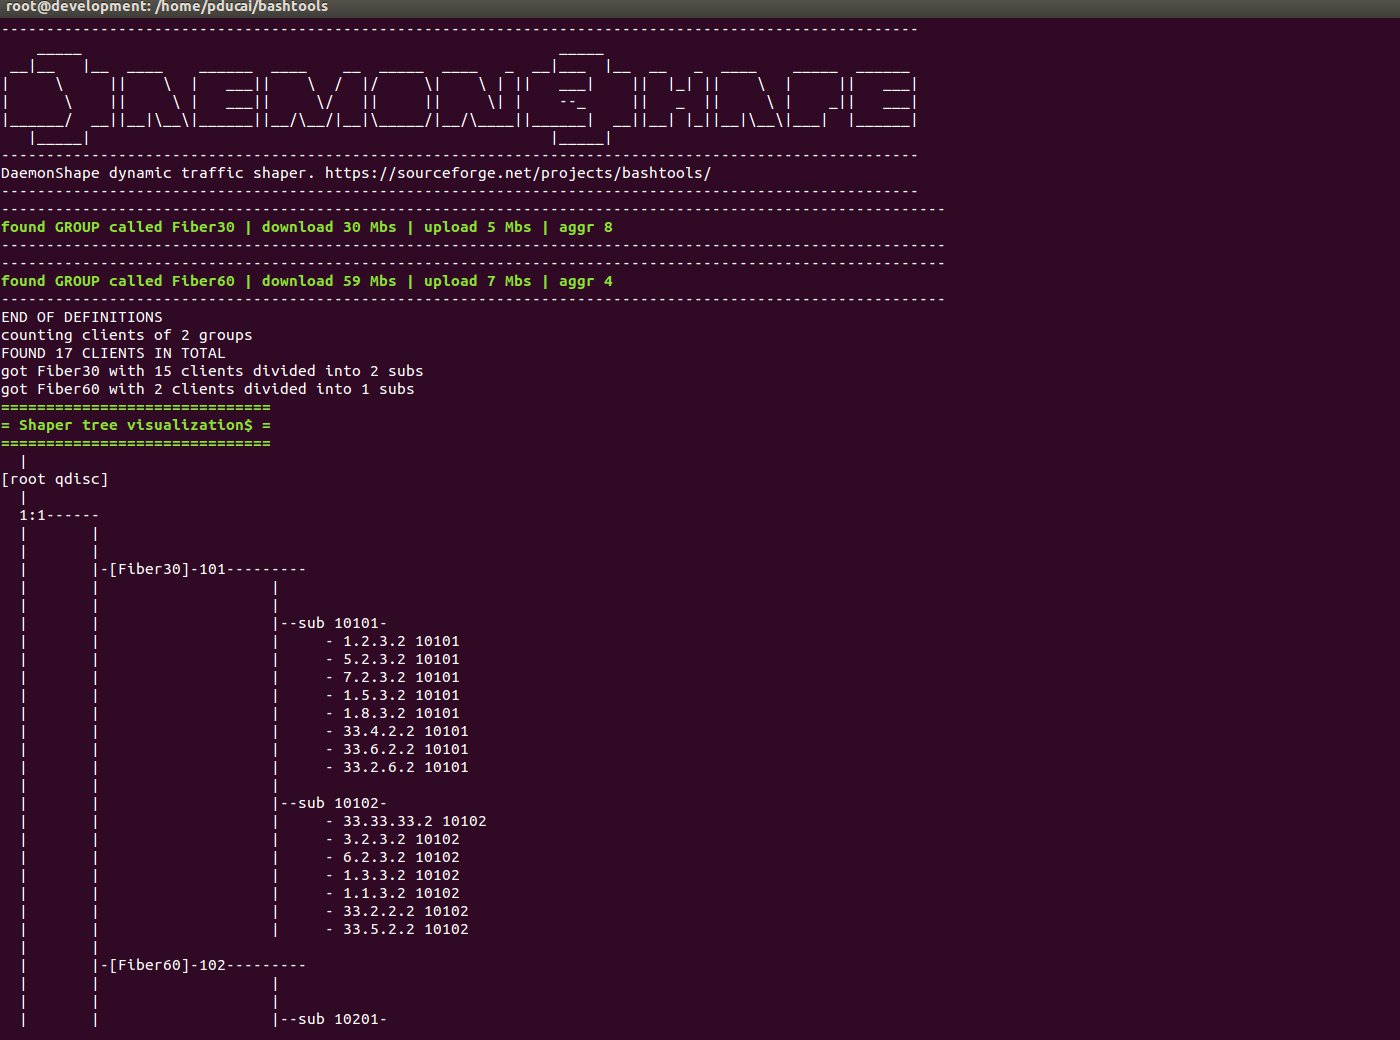 root@development: /home/pducai/bashtools
DaemonShape dynamic traffic shaper. https://sourceforge.net/projects/bashtools/
found GROUP called Fiber30 | download 30 Mbs | upload 5 Mbs | aggr 8
found GROUP called Fiber60 | download 59 Mbs | upload 7 Mbs | aggr 4
END OF DEFINITIONS
counting clients of 2 groups
FOUND 17 CLIENTS IN TOTAL
got Fiber30 with 15 clients divided into 2 subs
got Fiber60 with 2 clients divided into 1 subs
==============================
= Shaper tree visualization$ =
==============================
|
[root qdisc]
|
1:1------
|-[Fiber30]-101---------
|--sub 10101-
- 1.2.3.2 10101
- 5.2.3.2 10101
- 7.2.3.2 10101
- 1.5.3.2 10101
- 1.8.3.2 10101
- 33.4.2.2 10101
- 33.6.2.2 10101
- 33.2.6.2 10101
|--sub 10102-
- 33.33.33.2 10102
- 3.2.3.2 10102
- 6.2.3.2 10102
- 1.3.3.2 10102
- 1.1.3.2 10102
- 33.2.2.2 10102
- 33.5.2.2 10102
|-[Fiber60]-102---------
|--sub 10201-